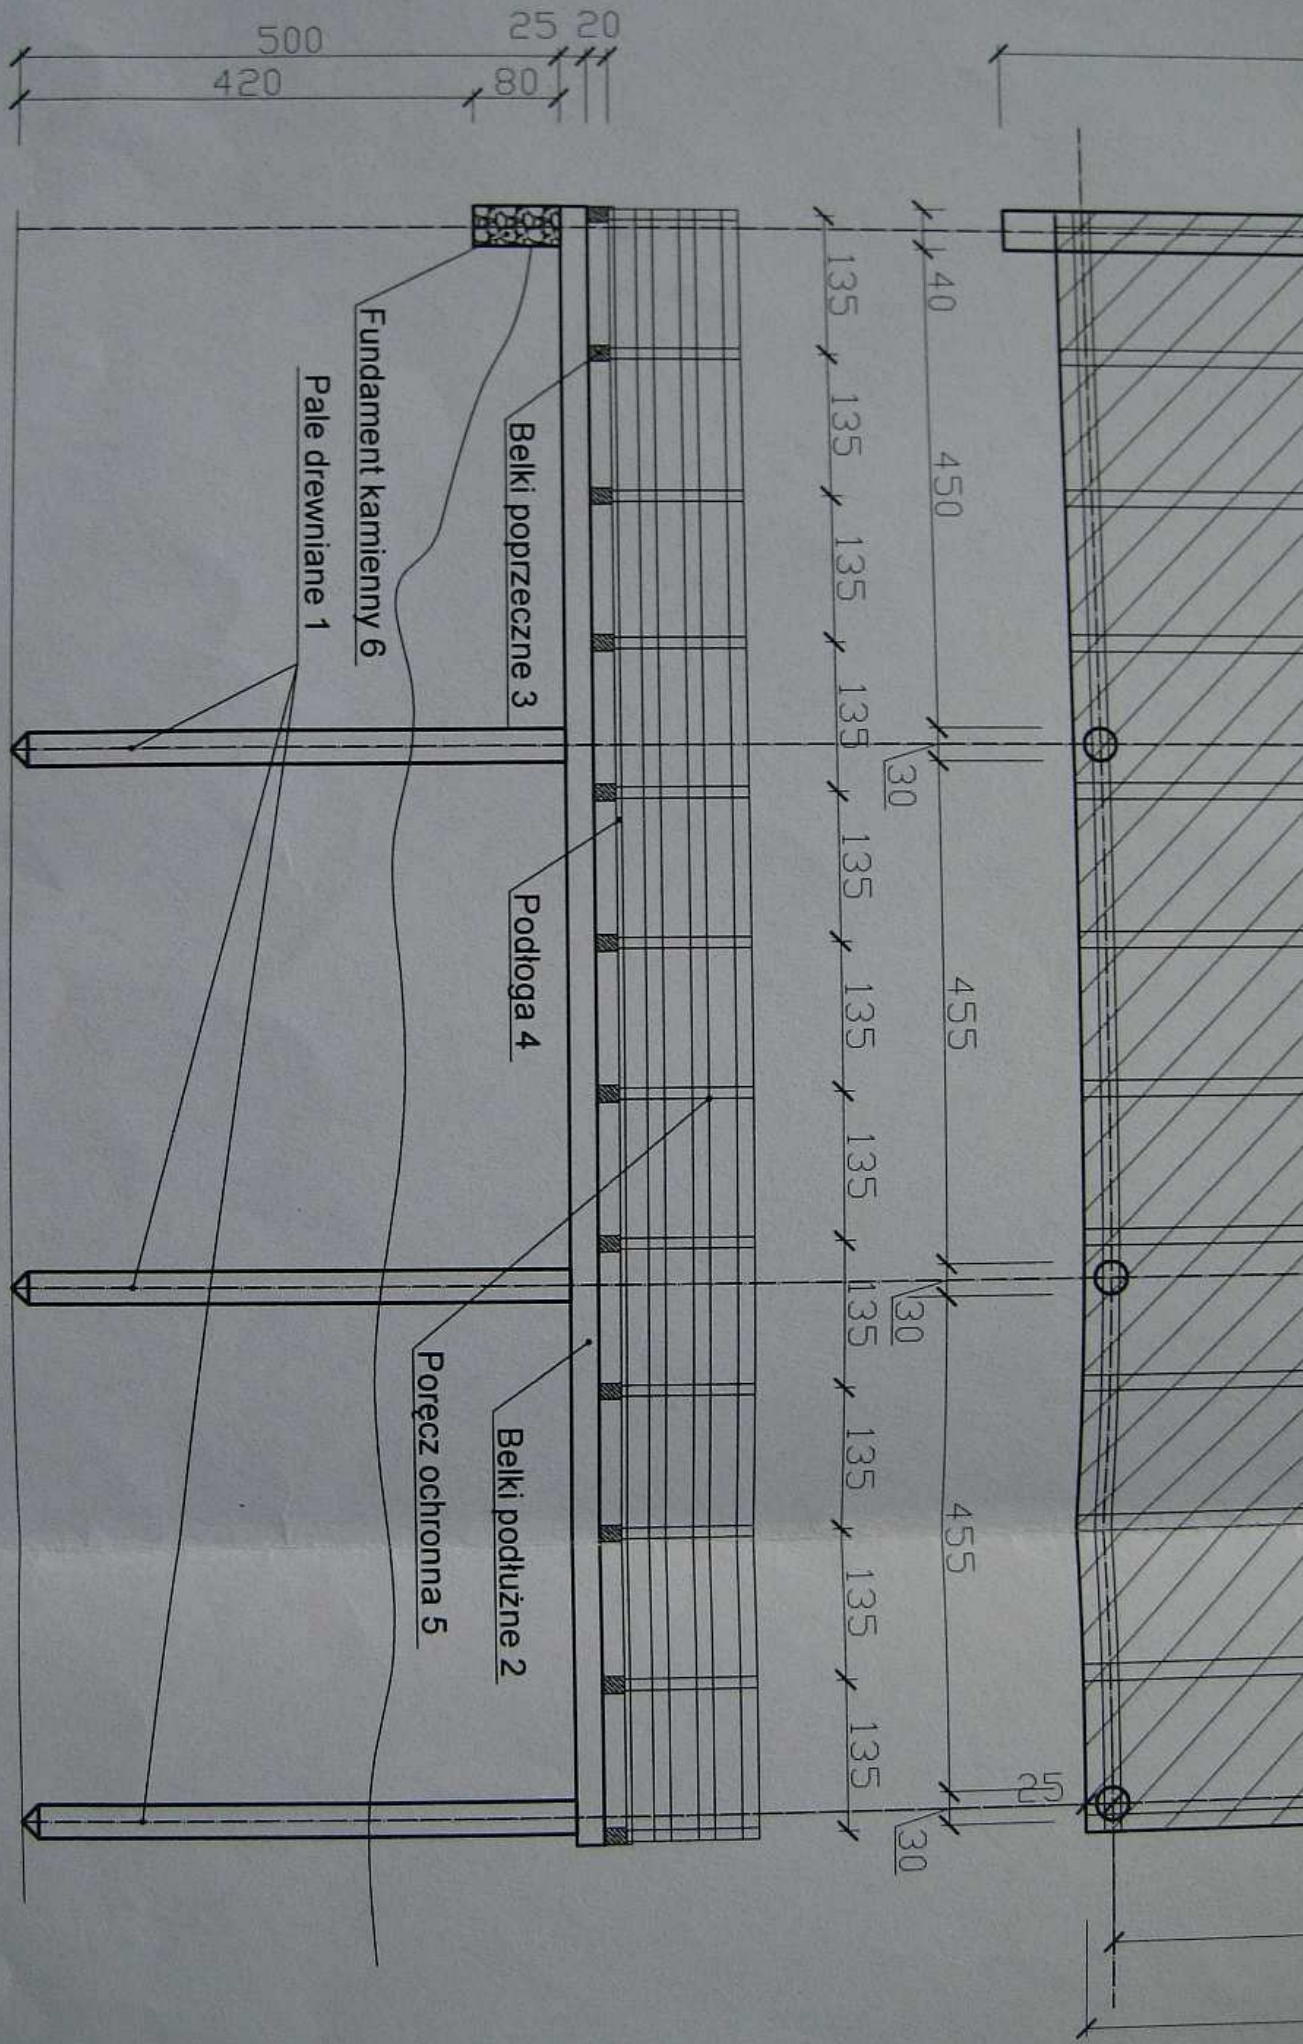 500
25 20
420
80
25
40 450 455 455
30 30 30
135 135 135 135 135 135 135 135 135 135 135
Belki poprzeczne 3
Podłoga 4
Belki podłużne 2
Poręcz ochronna 5
Fundament kamienny 6
Pale drewniane 1